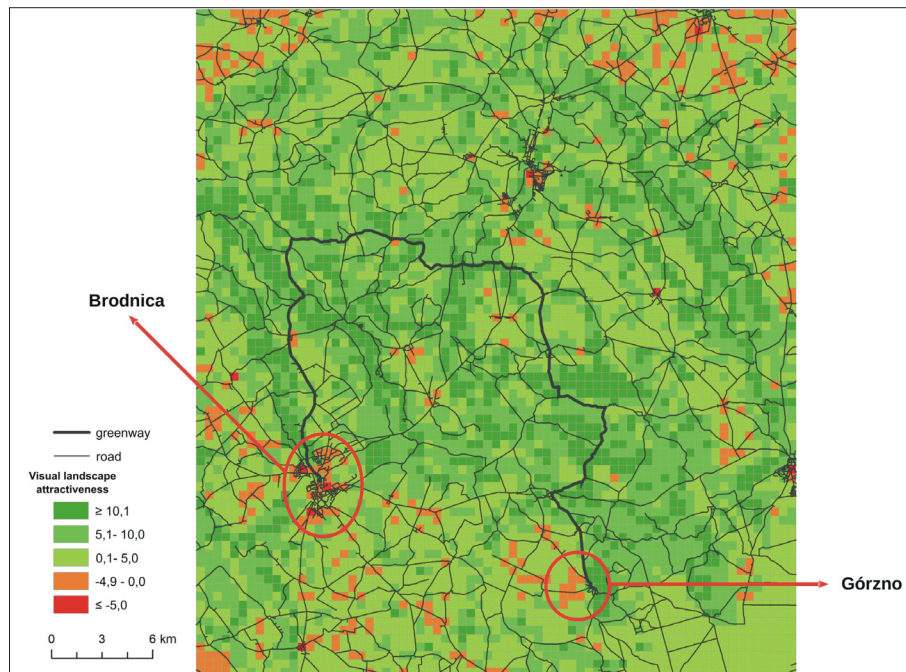 Brodnica
greenway
road
Visual landscape
attractiveness
≥ 10,1
5,1- 10,0
0,1- 5,0
-4,9 - 0,0
≤ -5,0
0 3 6 km
Górzno